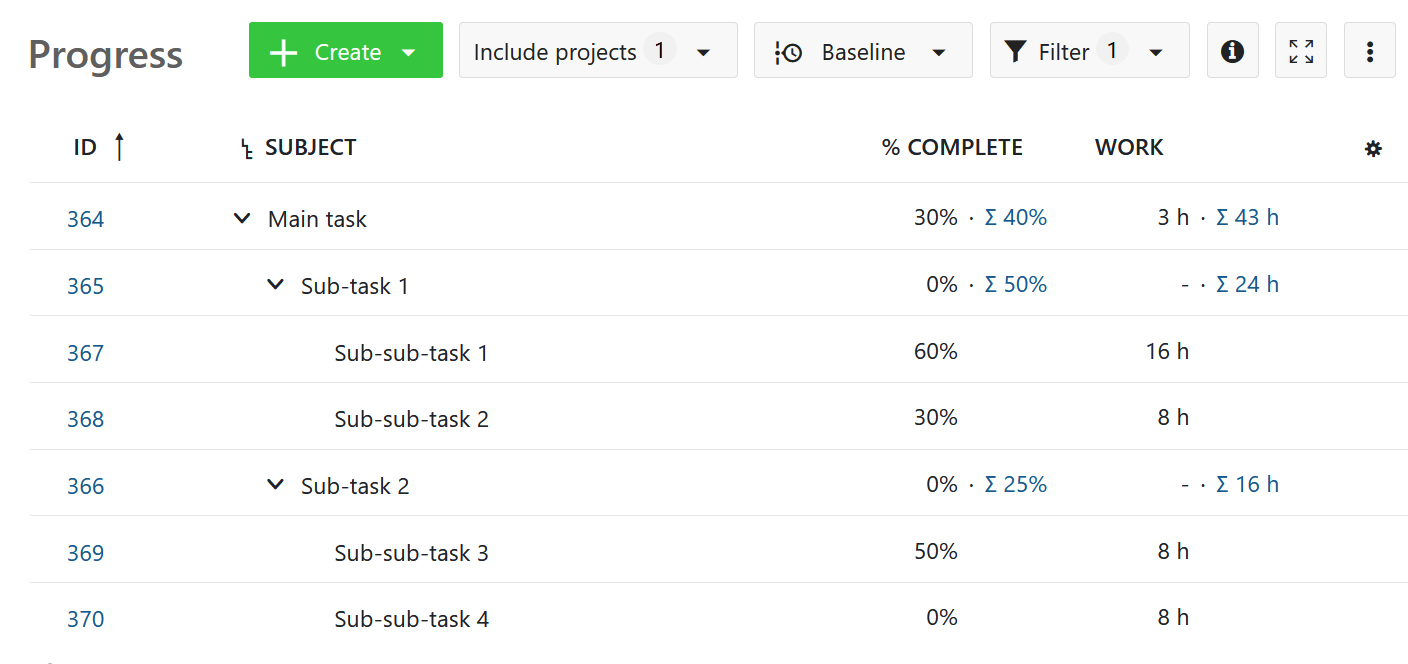 Progress Create Include projects 1 Baseline Filter 1
ID SUBJECT % COMPLETE WORK
364 Main task 30% · Σ 40% 3 h · Σ 43 h
365 Sub-task 1 0% · Σ 50% - · Σ 24 h
367 Sub-sub-task 1 60% 16 h
368 Sub-sub-task 2 30% 8 h
366 Sub-task 2 0% · Σ 25% - · Σ 16 h
369 Sub-sub-task 3 50% 8 h
370 Sub-sub-task 4 0% 8 h